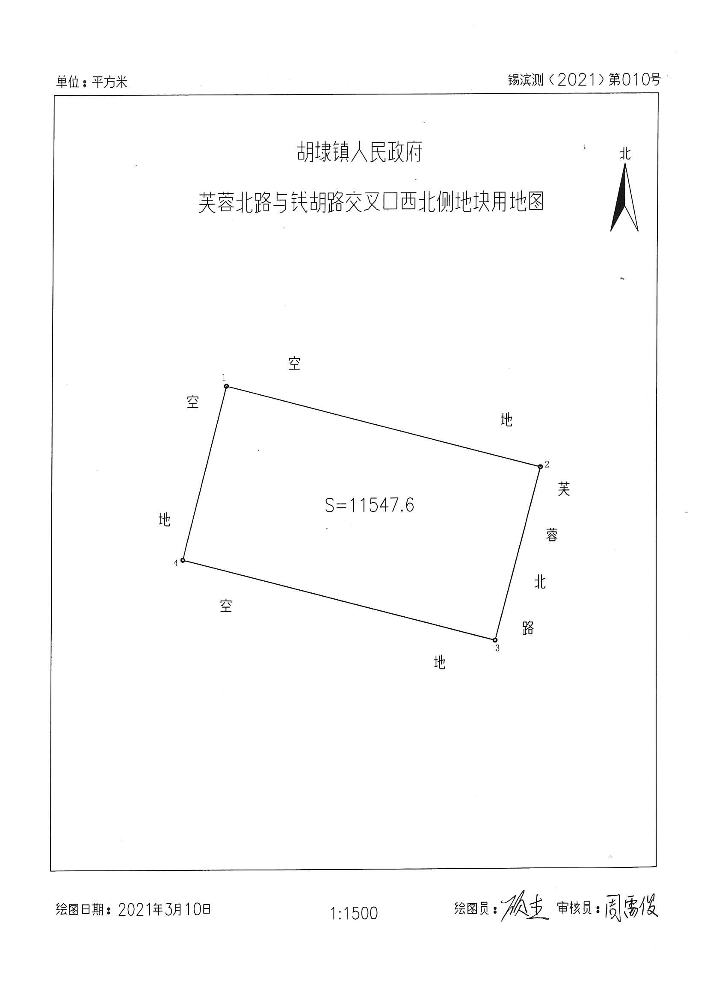 单位：平方米
锡滨测〈2021〉第010号
胡埭镇人民政府
北
芙蓉北路与钱胡路交叉口西北侧地块用地图
空
1
空
地
2
芙
S=11547.6
地
蓉
4
北
空
路
3
地
绘图日期：2021年3月10日
1:1500
绘图员：
审核员：周